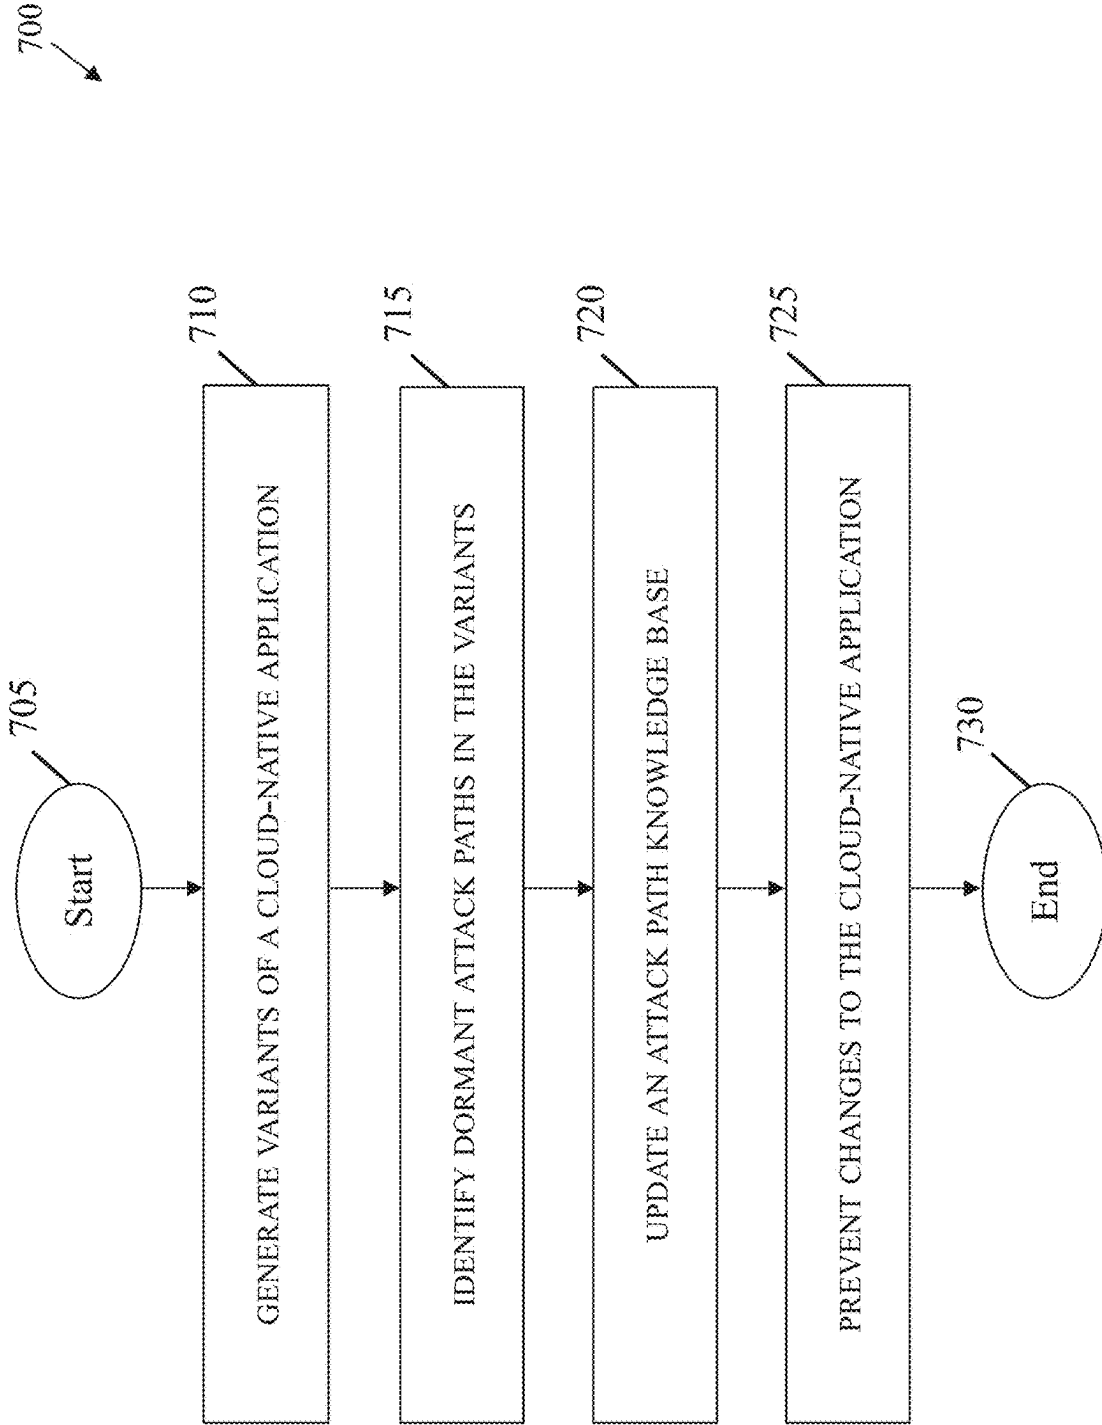 700
705
Start
710
GENERATE VARIANTS OF A CLOUD-NATIVE APPLICATION
715
IDENTIFY DORMANT ATTACK PATHS IN THE VARIANTS
720
UPDATE AN ATTACK PATH KNOWLEDGE BASE
725
PREVENT CHANGES TO THE CLOUD-NATIVE APPLICATION
730
End